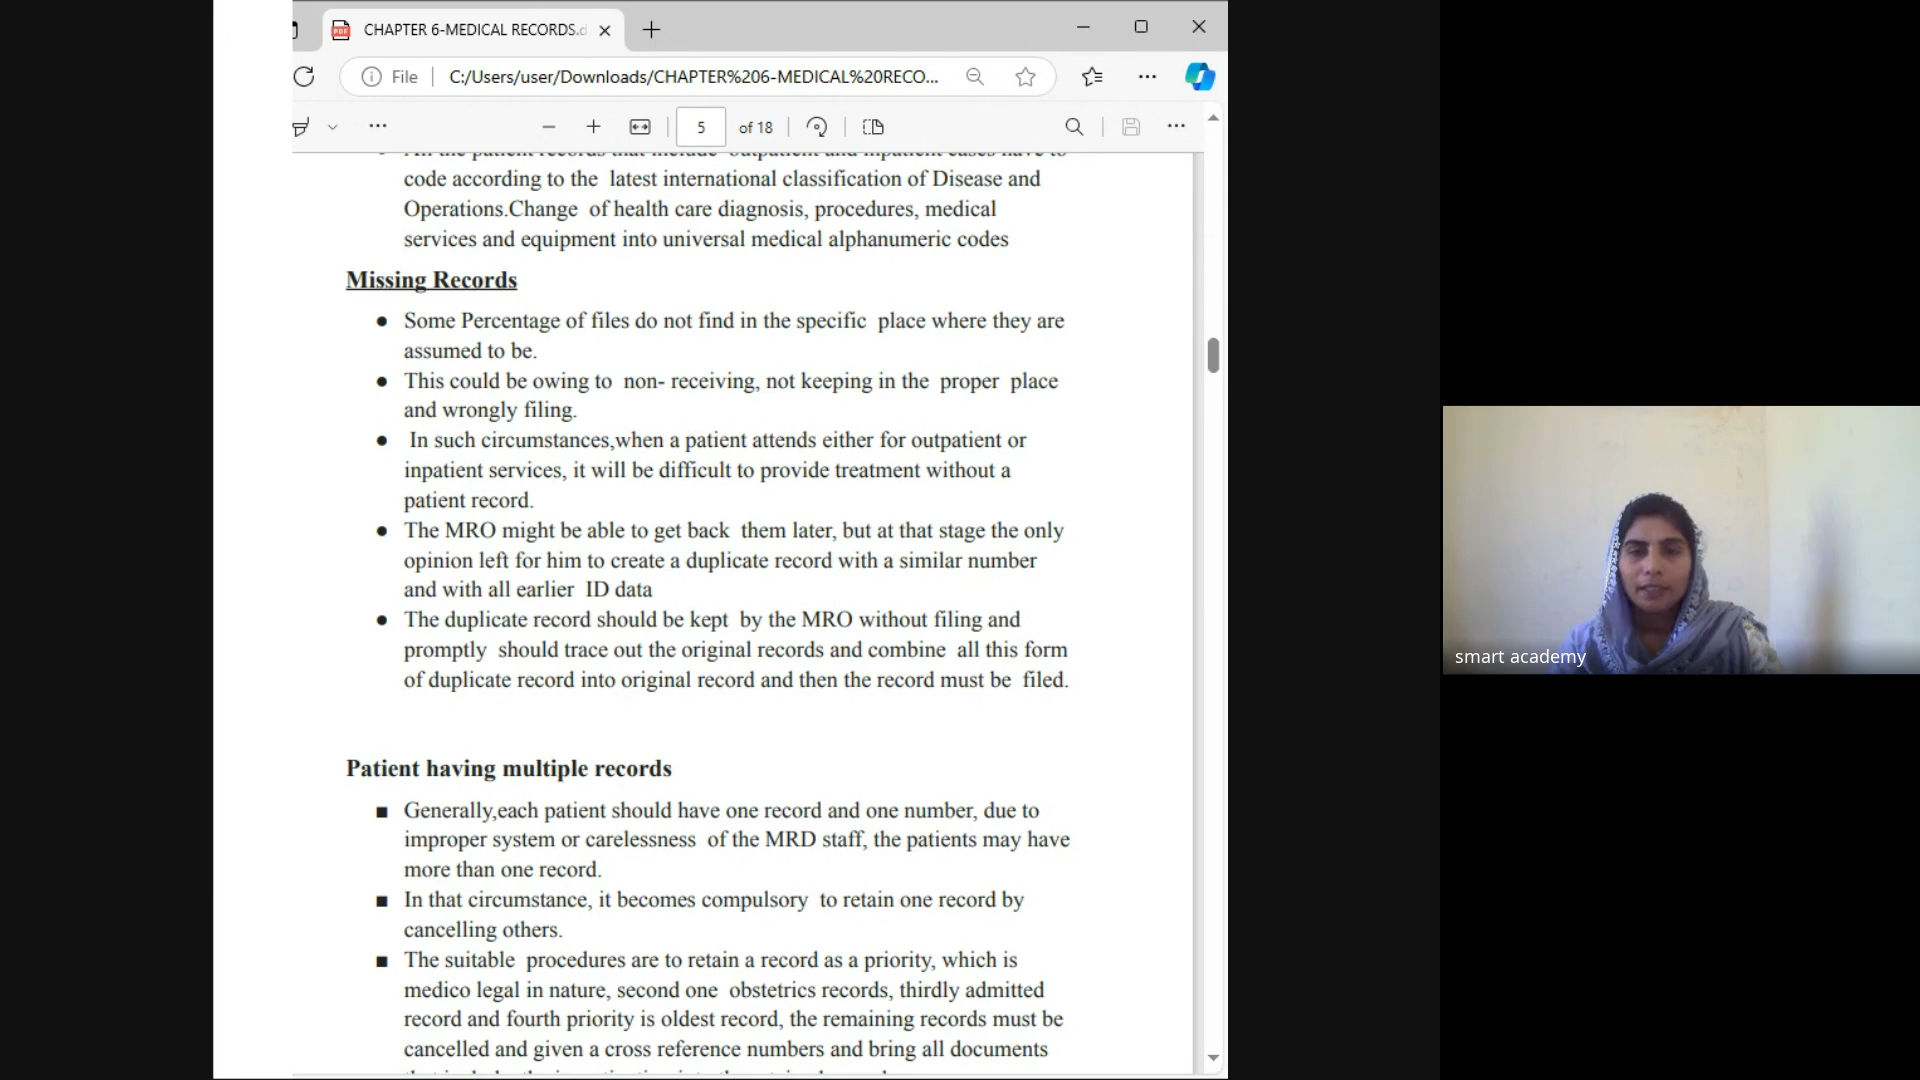 CHAPTER 6-MEDICAL RECORDS.d
File
C:/Users/user/Downloads/CHAPTER%206-MEDICAL%20RECO...
5 of 18
code according to the latest international classification of Disease and
Operations.Change of health care diagnosis, procedures, medical
services and equipment into universal medical alphanumeric codes
Missing Records
● Some Percentage of files do not find in the specific place where they are
assumed to be.
● This could be owing to non- receiving, not keeping in the proper place
and wrongly filing.
● In such circumstances,when a patient attends either for outpatient or
inpatient services, it will be difficult to provide treatment without a
patient record.
● The MRO might be able to get back them later, but at that stage the only
opinion left for him to create a duplicate record with a similar number
and with all earlier ID data
● The duplicate record should be kept by the MRO without filing and
promptly should trace out the original records and combine all this form
of duplicate record into original record and then the record must be filed.
Patient having multiple records
■ Generally,each patient should have one record and one number, due to
improper system or carelessness of the MRD staff, the patients may have
more than one record.
■ In that circumstance, it becomes compulsory to retain one record by
cancelling others.
■ The suitable procedures are to retain a record as a priority, which is
medico legal in nature, second one obstetrics records, thirdly admitted
record and fourth priority is oldest record, the remaining records must be
cancelled and given a cross reference numbers and bring all documents
smart academy